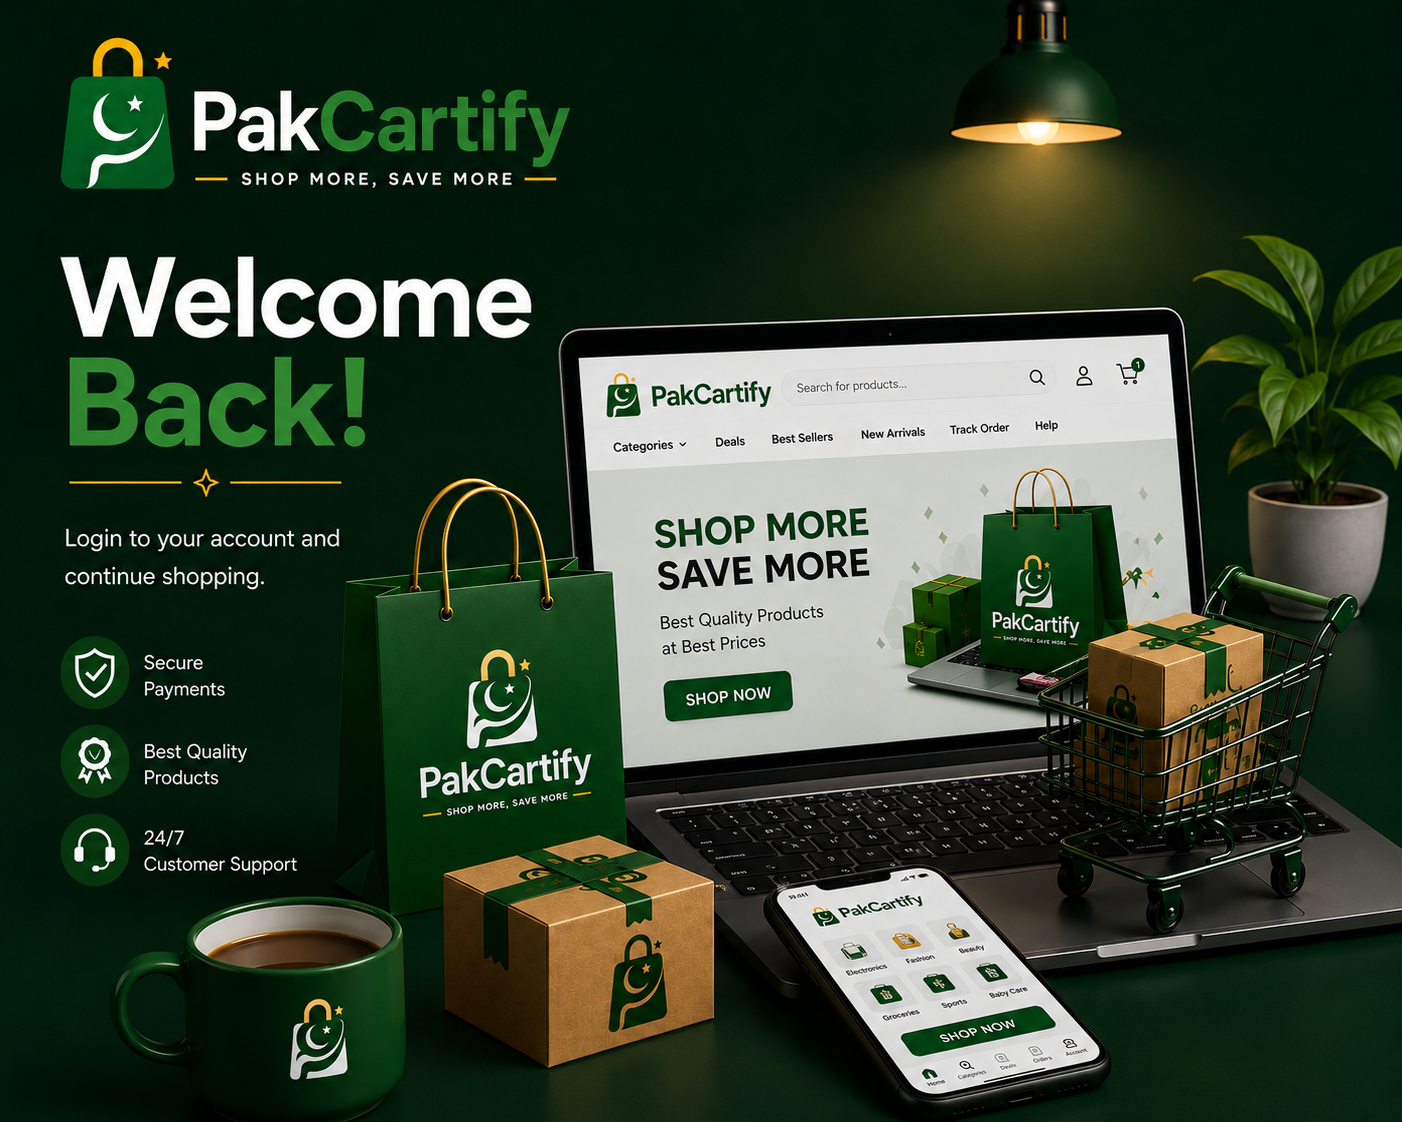 PakCartify
SHOP MORE, SAVE MORE
Welcome
Back!
Login to your account and
continue shopping.
Secure
Payments
Best Quality
Products
24/7
Customer Support
PakCartify
SHOP MORE, SAVE MORE
PakCartify
Search for products...
1
Categories
Deals
Best Sellers
New Arrivals
Track Order
Help
SHOP MORE
SAVE MORE
Best Quality Products
at Best Prices
SHOP NOW
PakCartify
SHOP MORE, SAVE MORE
PakCartify
Electronics
Fashion
Beauty
Groceries
Sports
Baby Care
SHOP NOW
Home
Categories
Deals
Orders
Account